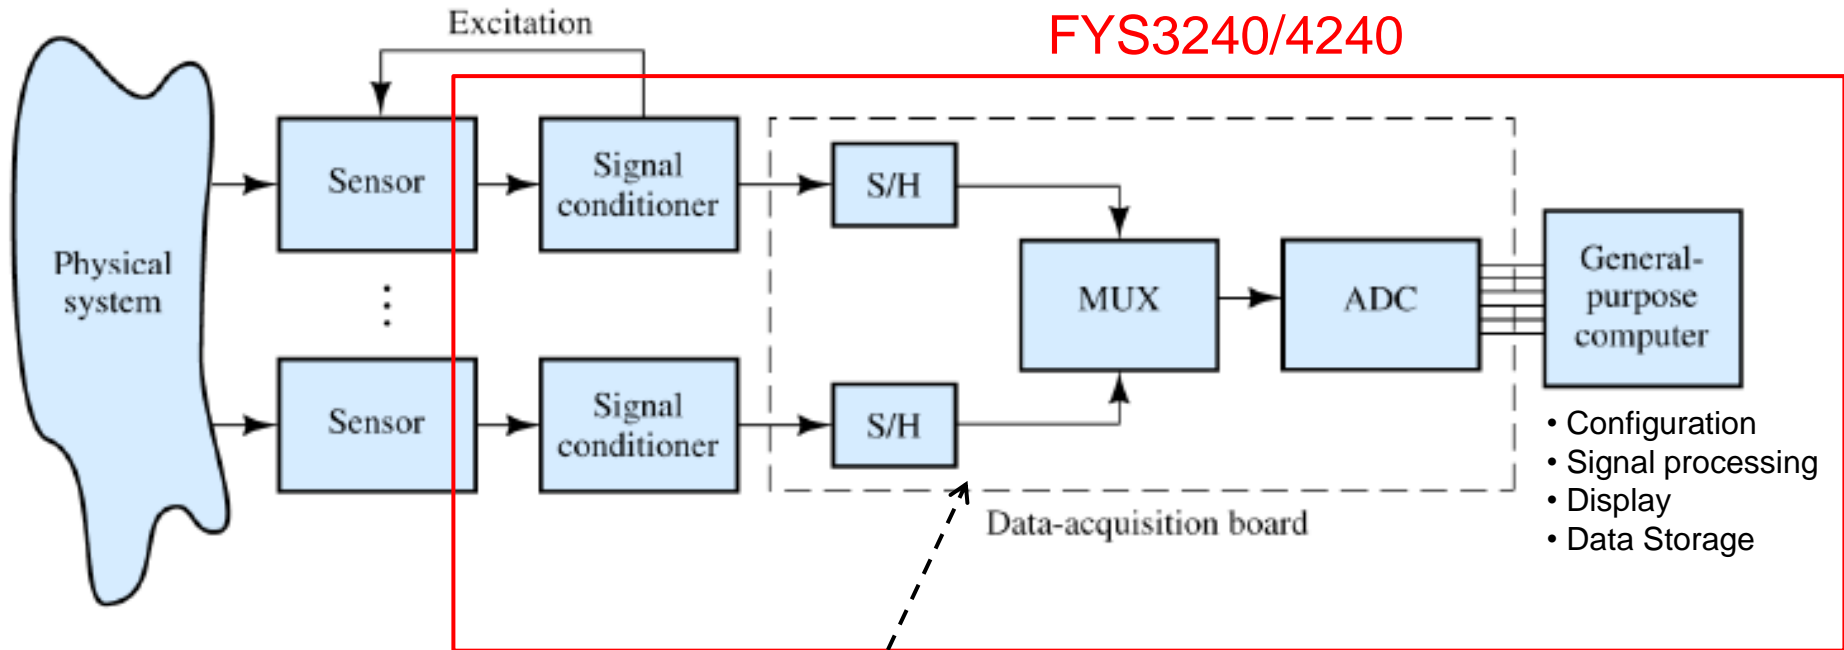 FYS3240/4240
Excitation
Physical
system
Sensor
Signal
conditioner
S/H
MUX
ADC
General-
purpose
computer
Sensor
Signal
conditioner
S/H
Data-acquisition board
• Configuration
• Signal processing
• Display
• Data Storage